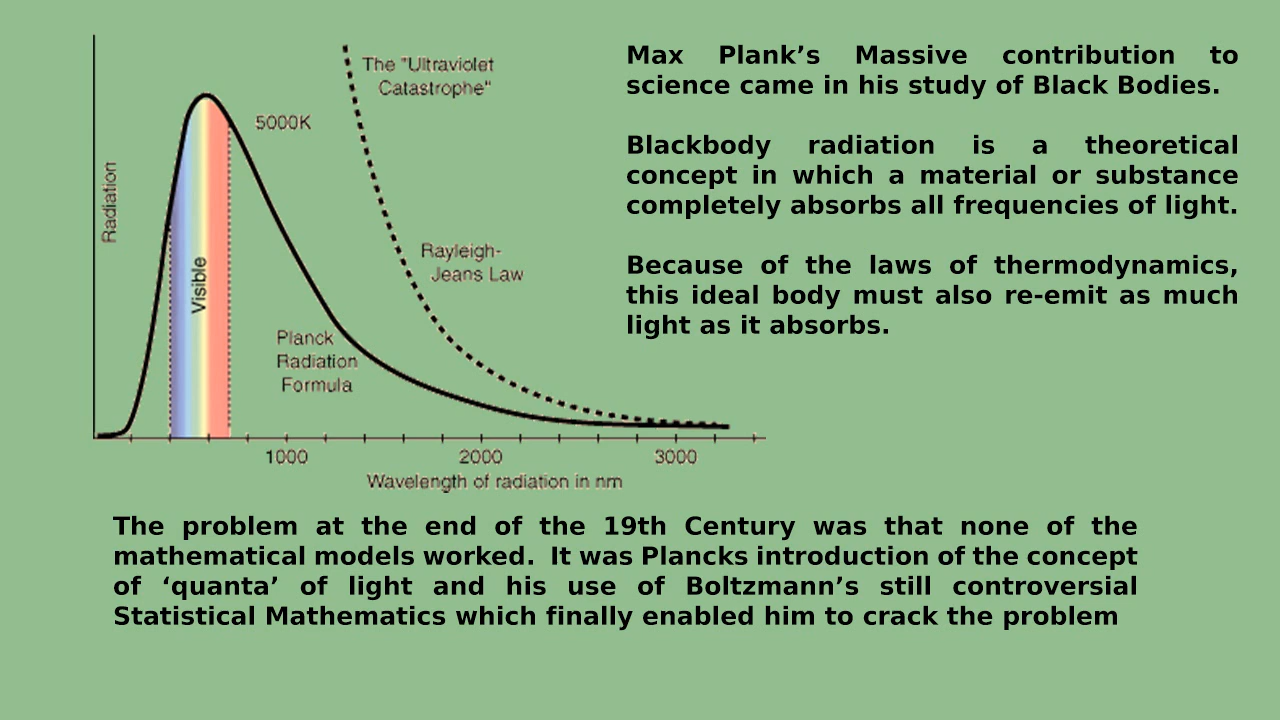 The "Ultraviolet
Catastrophe"
5000K
Radiation
Visible
Rayleigh-
Jeans Law
Planck
Radiation
Formula
1000
2000
3000
Wavelength of radiation in nm
Max Plank’s Massive contribution to
science came in his study of Black Bodies.
Blackbody radiation is a theoretical
concept in which a material or substance
completely absorbs all frequencies of light.
Because of the laws of thermodynamics,
this ideal body must also re-emit as much
light as it absorbs.
The problem at the end of the 19th Century was that none of the
mathematical models worked.  It was Plancks introduction of the concept
of ‘quanta’ of light and his use of Boltzmann’s still controversial
Statistical Mathematics which finally enabled him to crack the problem